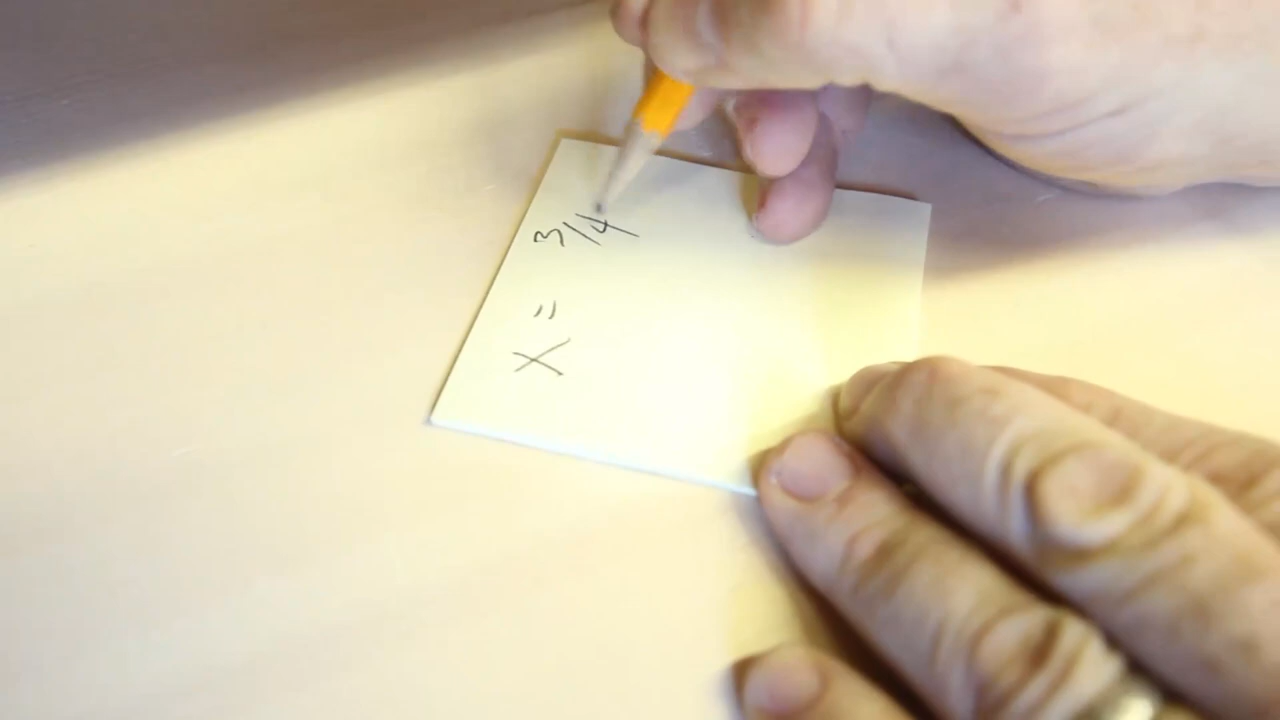 X = 3/4